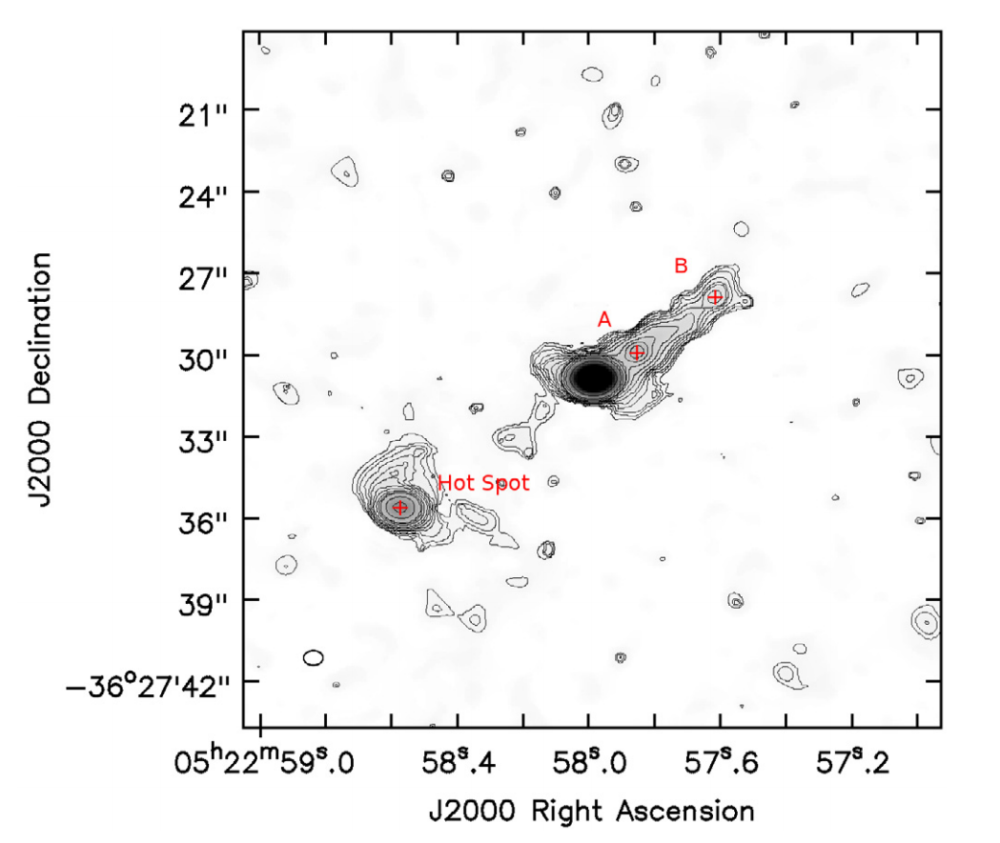 21"
24"
27"
B
A
30"
33"
Hot Spot
36"
39"
−36°27'42"
05ʰ22ᵐ59ˢ.0 58ˢ.4 58ˢ.0 57ˢ.6 57ˢ.2
J2000 Right Ascension
J2000 Declination